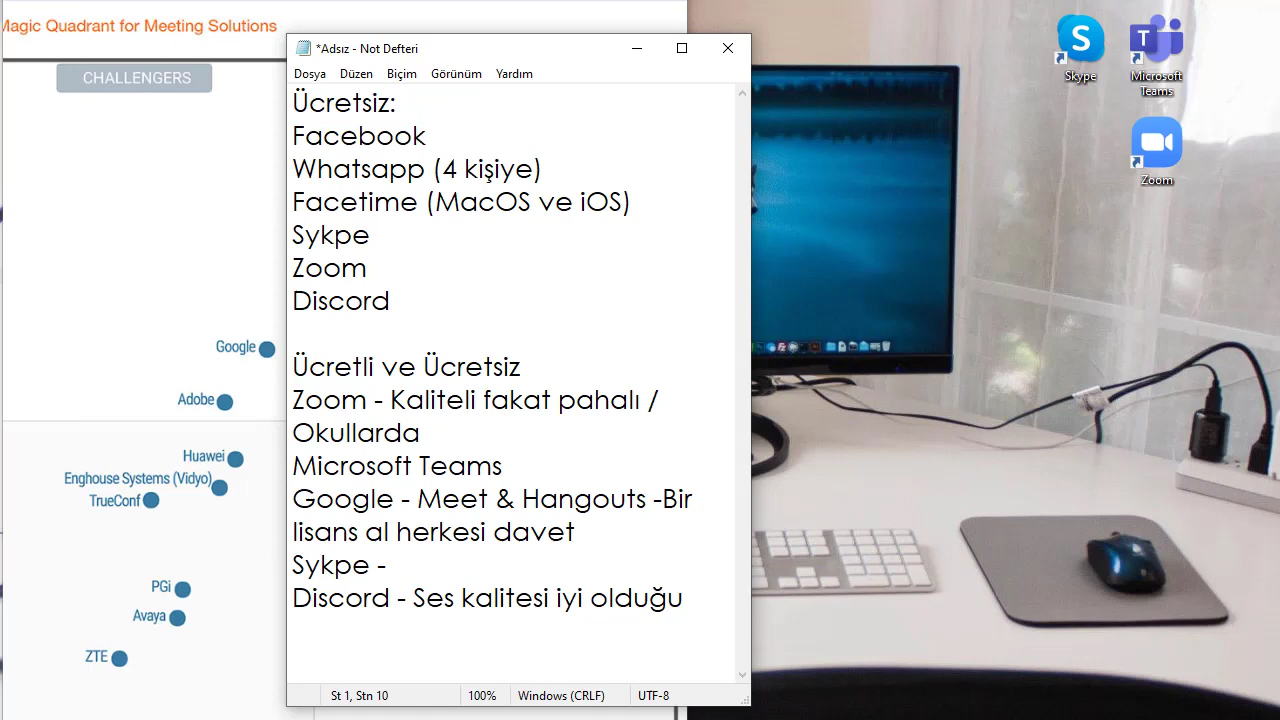 Magic Quadrant for Meeting Solutions
CHALLENGERS
Google
Adobe
Huawei
Enghouse Systems (Vidyo)
TrueConf
PGi
Avaya
ZTE
*Adsız - Not Defteri
Dosya Düzen Biçim Görünüm Yardım
Ücretsiz:
Facebook
Whatsapp (4 kişiye)
Facetime (MacOS ve iOS)
Sykpe
Zoom
Discord
Ücretli ve Ücretsiz
Zoom - Kaliteli fakat pahalı /
Okullarda
Microsoft Teams
Google - Meet & Hangouts -Bir
lisans al herkesi davet
Sykpe -
Discord - Ses kalitesi iyi olduğu
St 1, Stn 10 100% Windows (CRLF) UTF-8
Skype
Microsoft
Teams
Zoom